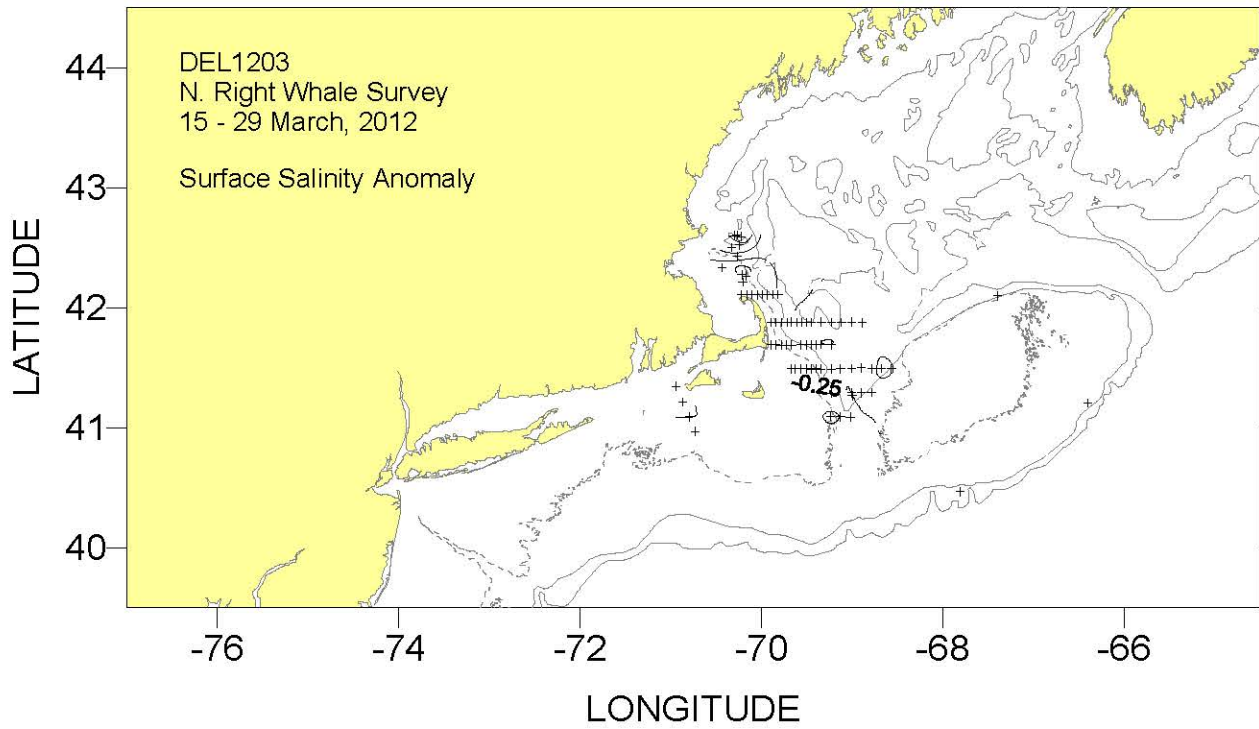 DEL1203
N. Right Whale Survey
15 - 29 March, 2012
Surface Salinity Anomaly
44
43
42
41
40
LATITUDE
-0.25
-76 -74 -72 -70 -68 -66
LONGITUDE